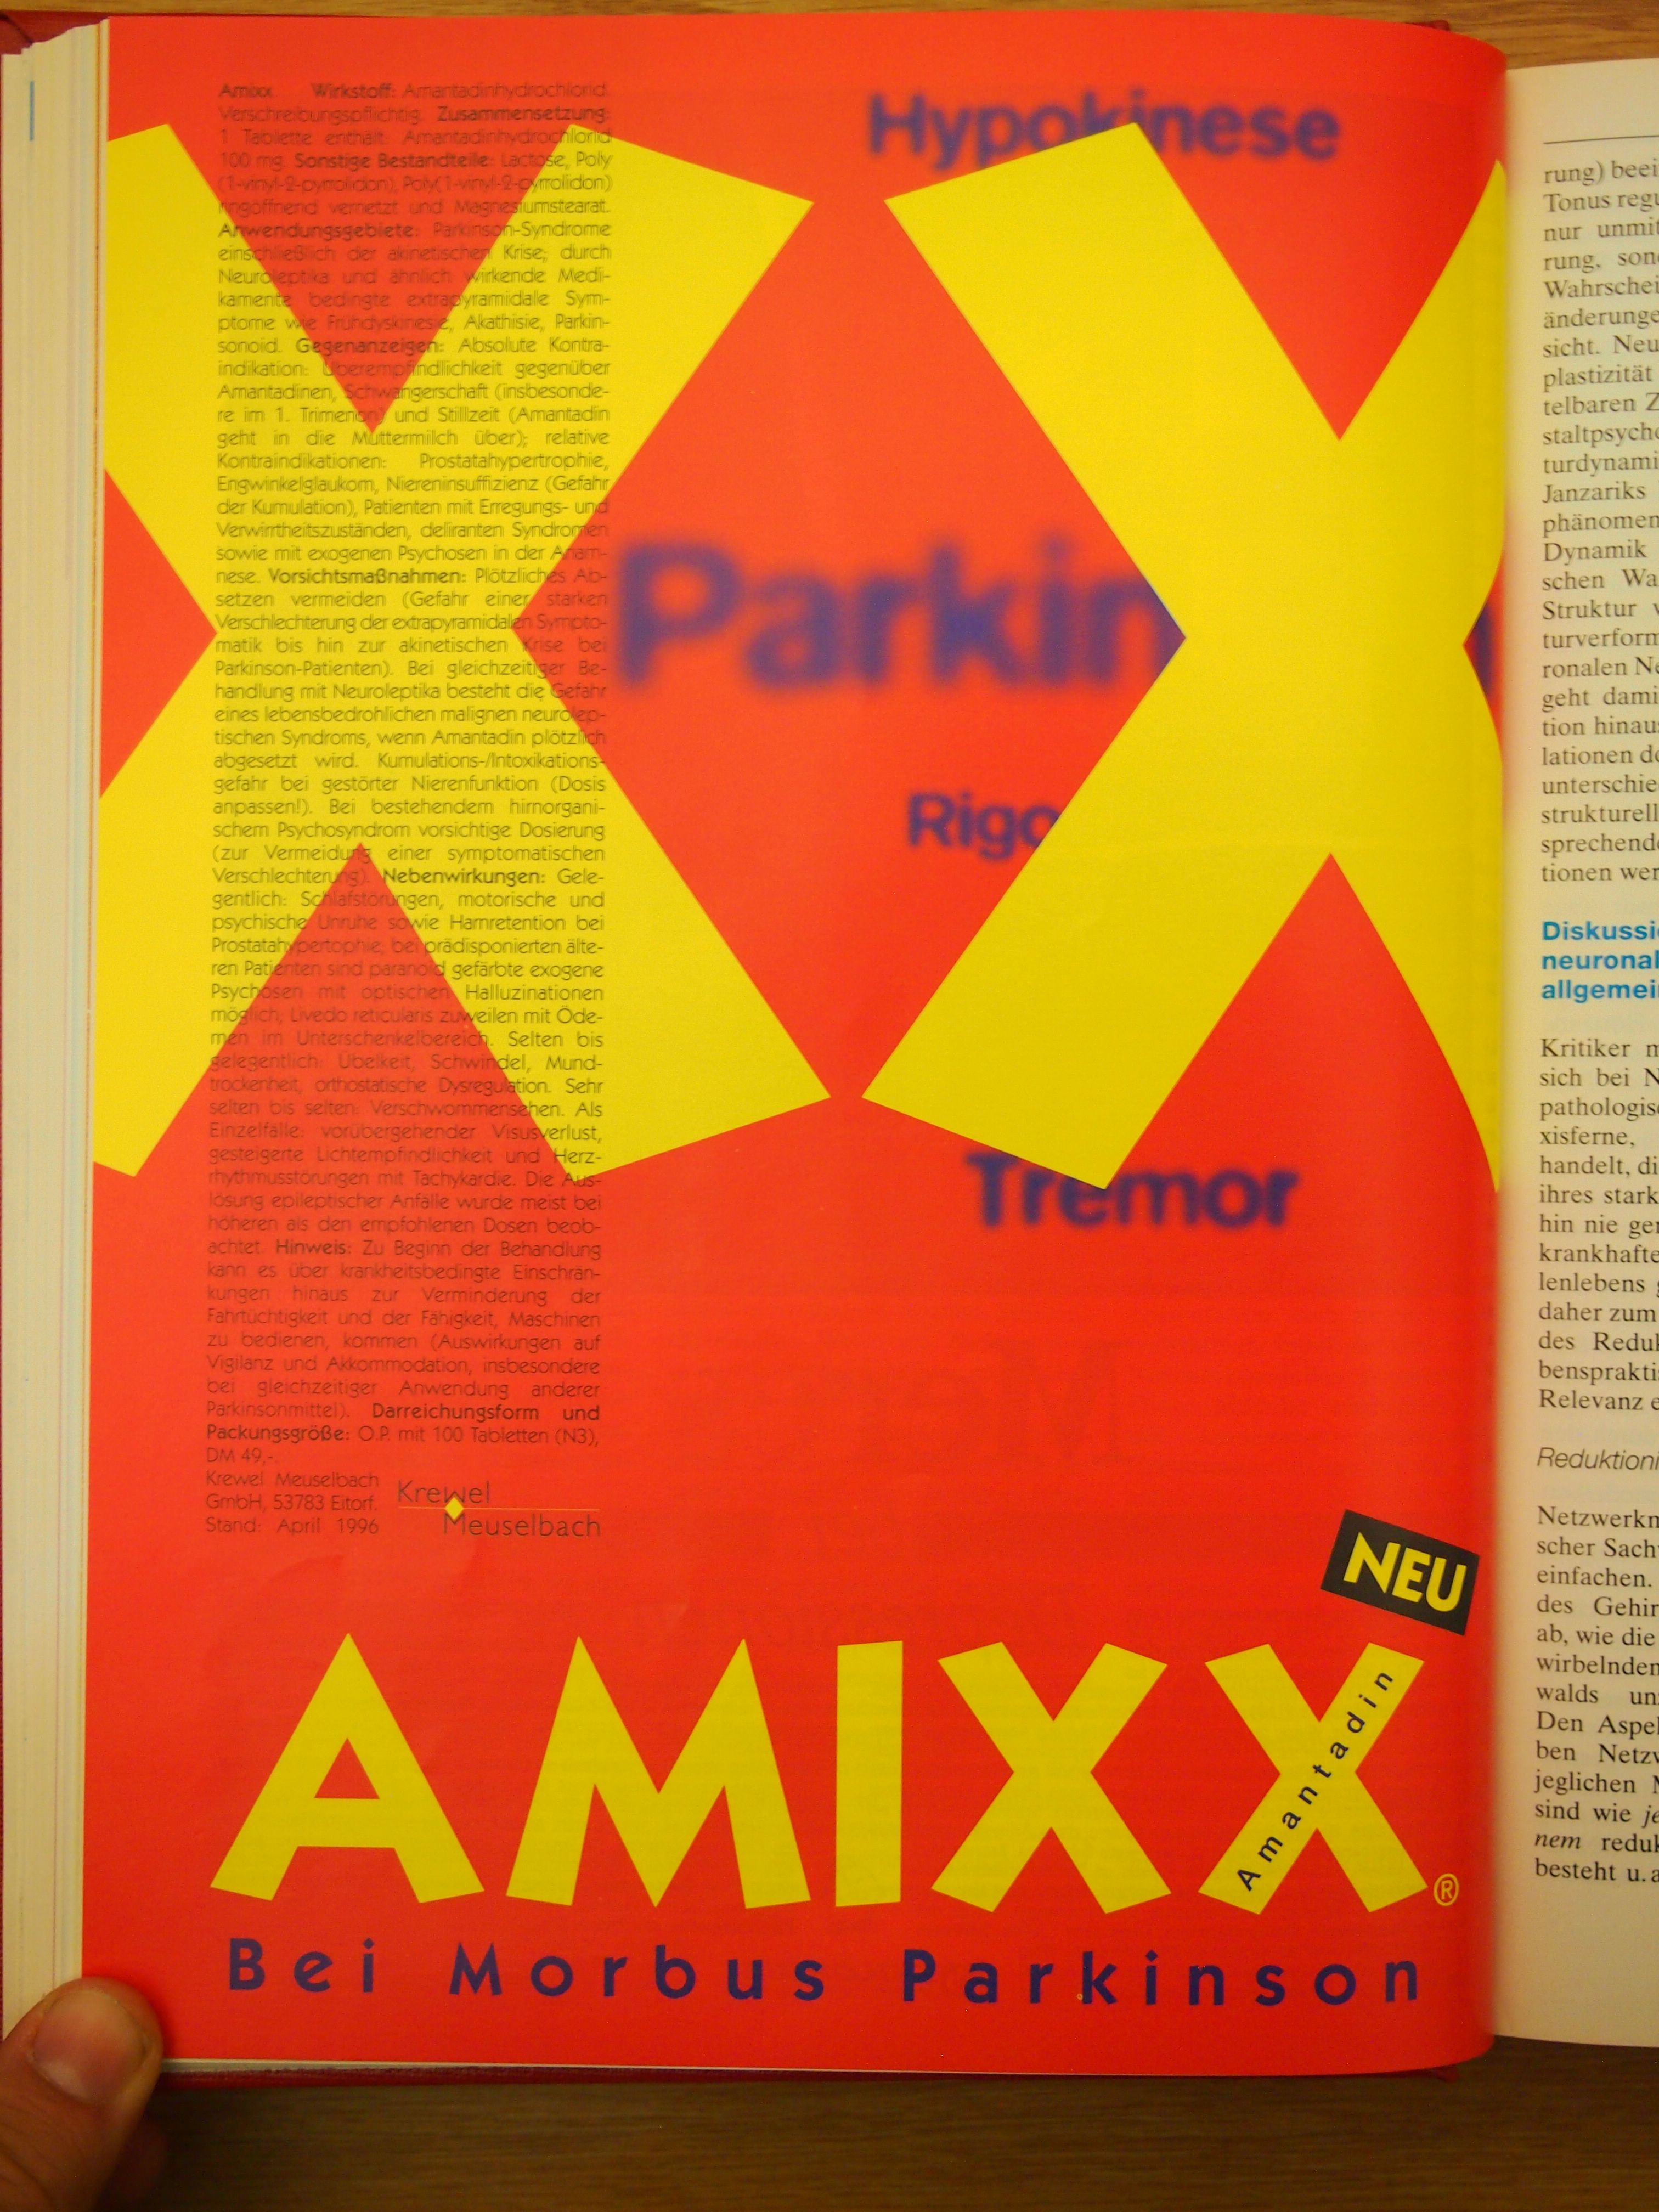 Amixx Wirkstoff: Amantadinhydrochlorid.
Verschreibungspflichtig. Zusammensetzung:
1 Tablette enthält: Amantadinhydrochlorid
100 mg. Sonstige Bestandteile: Lactose, Poly
(1-vinyl-2-pyrrolidon), Poly(1-vinyl-2-pyrrolidon)
ringöffnend vernetzt und Magnesiumstearat.
Anwendungsgebiete: Parkinson-Syndrome
einschließlich der akinetischen Krise; durch
Neuroleptika und ähnlich wirkende Medi-
kamente bedingte extrapyramidale Sym-
ptome wie Frühdyskinesie, Akathisie, Parkin-
sonoid. Gegenanzeigen: Absolute Kontra-
indikation: Überempfindlichkeit gegenüber
Amantadinen, Schwangerschaft (insbesonde-
re im 1. Trimenon) und Stillzeit (Amantadin
geht in die Muttermilch über); relative
Kontraindikationen: Prostatahypertrophie,
Engwinkelglaukom, Niereninsuffizienz (Gefahr
der Kumulation), Patienten mit Erregungs- und
Verwirrtheitszuständen, deliranten Syndromen
sowie mit exogenen Psychosen in der Anam-
nese. Vorsichtsmaßnahmen: Plötzliches Ab-
setzen vermeiden (Gefahr einer starken
Verschlechterung der extrapyramidalen Sympto-
matik bis hin zur akinetischen Krise bei
Parkinson-Patienten). Bei gleichzeitiger Be-
handlung mit Neuroleptika besteht die Gefahr
eines lebensbedrohlichen malignen neurolep-
tischen Syndroms, wenn Amantadin plötzlich
abgesetzt wird. Kumulations-/Intoxikations-
gefahr bei gestörter Nierenfunktion (Dosis
anpassen!). Bei bestehendem hirnorgani-
schem Psychosyndrom vorsichtige Dosierung
(zur Vermeidung einer symptomatischen
Verschlechterung). Nebenwirkungen: Gele-
gentlich: Schlafstörungen, motorische und
psychische Unruhe sowie Harnretention bei
Prostatahypertophie; bei prädisponierten älte-
ren Patienten sind paranoid gefärbte exogene
Psychosen mit optischen Halluzinationen
möglich; Livedo reticularis zuweilen mit Öde-
men im Unterschenkelbereich. Selten bis
gelegentlich: Übelkeit, Schwindel, Mund-
trockenheit, orthostatische Dysregulation. Sehr
selten bis selten: Verschwommensehen. Als
Einzelfälle: vorübergehender Visusverlust,
gesteigerte Lichtempfindlichkeit und Herz-
rhythmusstörungen mit Tachykardie. Die Aus-
lösung epileptischer Anfälle wurde meist bei
höheren als den empfohlenen Dosen beob-
achtet. Hinweis: Zu Beginn der Behandlung
kann es über krankheitsbedingte Einschrän-
kungen hinaus zur Verminderung der
Fahrtüchtigkeit und der Fähigkeit, Maschinen
zu bedienen, kommen (Auswirkungen auf
Vigilanz und Akkommodation, insbesondere
bei gleichzeitiger Anwendung anderer
Parkinsonmittel). Darreichungsform und
Packungsgröße: O.P. mit 100 Tabletten (N3),
DM 49,-.
Krewel Meuselbach
GmbH, 53783 Eitorf.
Stand: April 1996
Krewel
Meuselbach
Hypokinese
Parkin
Rigo
Tremor
NEU
AMIXX®
Amantadin
Bei Morbus Parkinson
rung) beei
Tonus regu
nur unmit
rung, son
Wahrschei
änderunge
sicht. Neu
plastizität
telbaren Z
staltpsych
turdynami
Janzariks
phänomen
Dynamik
schen Wa
Struktur v
turverform
ronalen Ne
geht dami
tion hinaus
lationen de
unterschie
strukturell
sprechende
tionen wer
Diskussi
neuronal
allgemei
Kritiker m
sich bei N
pathologis
xisferne,
handelt, di
ihres stark
hin nie ger
krankhafte
lenlebens g
daher zum
des Reduk
benspraktis
Relevanz e
Reduktioni
Netzwerkm
scher Sach
einfachen.
des Gehir
ab, wie die
wirbelnden
walds un
Den Aspe
ben Netzw
jeglichen M
sind wie je
nem reduk
besteht u. a